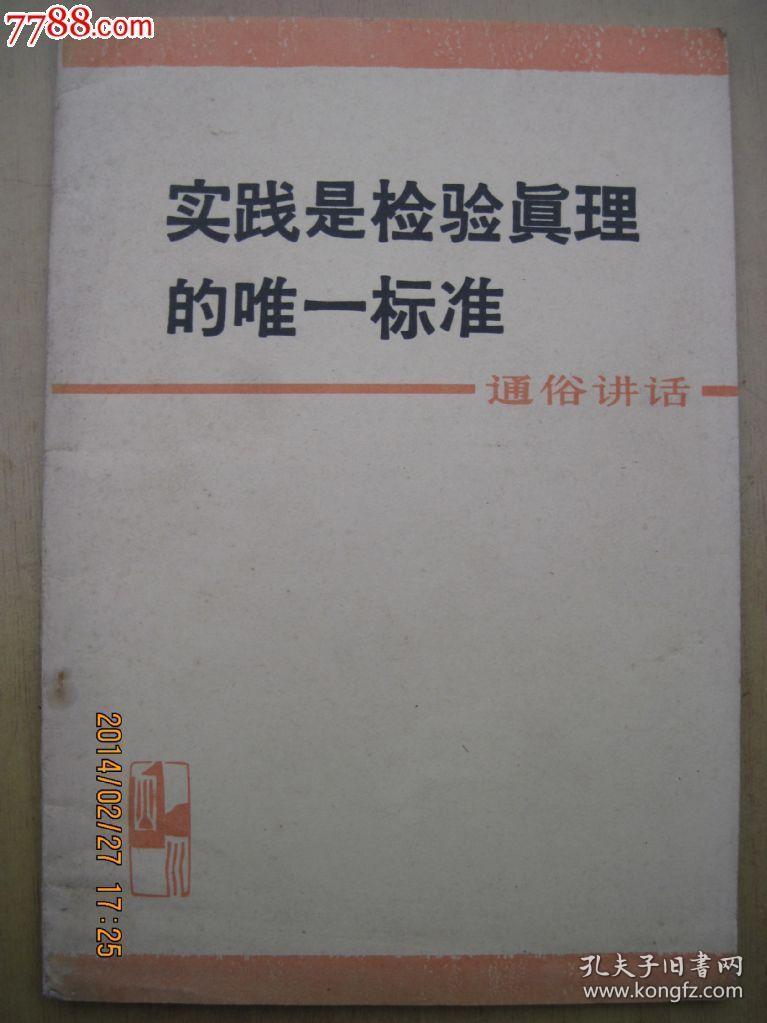 7788.com
实践是检验眞理
的唯一标准
通俗讲话
2014/02/27 17:25
孔夫子旧書网
www.kongfz.com